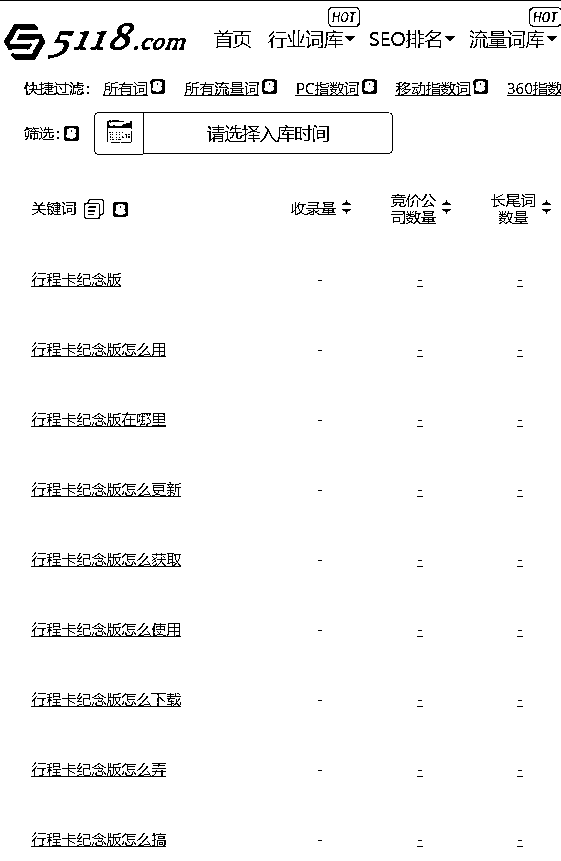 HOT HOT
5118.com 首页 行业词库 SEO排名 流量词库
快捷过滤： 所有词 所有流量词 PC指数词 移动指数词 360指数
筛选: 请选择入库时间
关键词 收录量 竞价公司数量 长尾词数量
行程卡纪念版 - - -
行程卡纪念版怎么用 - - -
行程卡纪念版在哪里 - - -
行程卡纪念版怎么更新 - - -
行程卡纪念版怎么获取 - - -
行程卡纪念版怎么使用 - - -
行程卡纪念版怎么下载 - - -
行程卡纪念版怎么弄 - - -
行程卡纪念版怎么搞 - - -